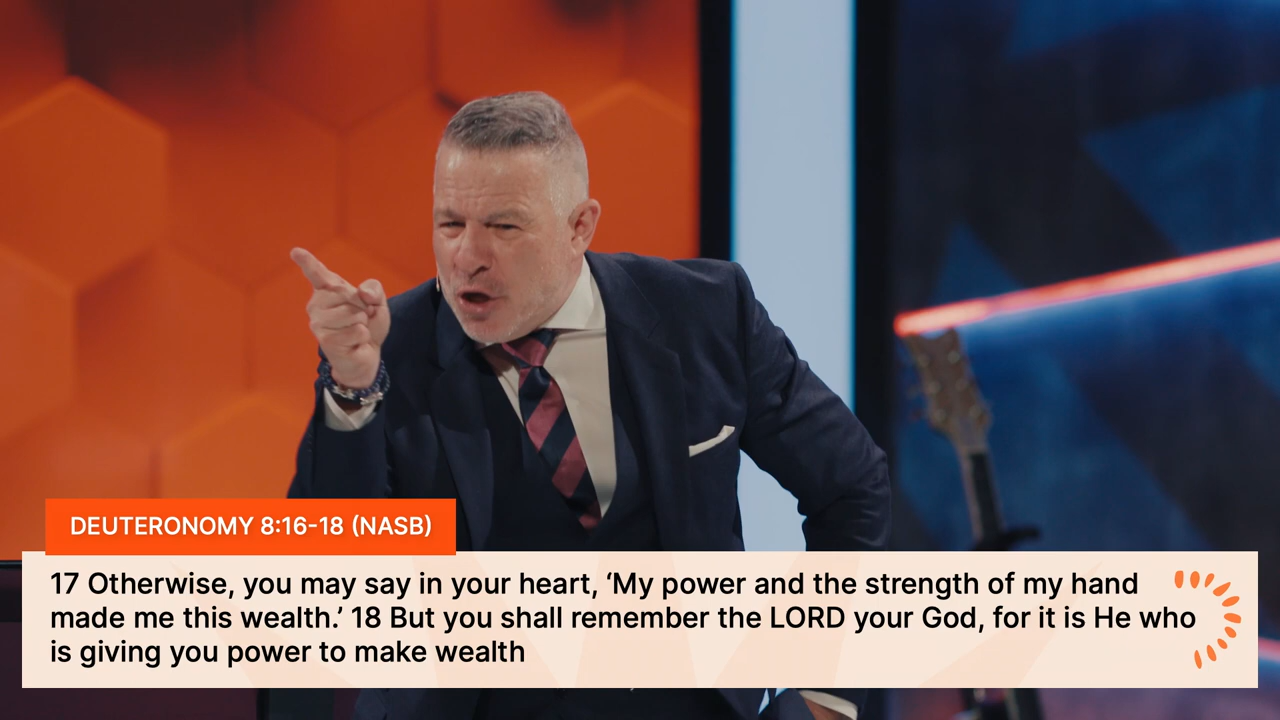 DEUTERONOMY 8:16-18 (NASB)
17 Otherwise, you may say in your heart, ‘My power and the strength of my hand
made me this wealth.’ 18 But you shall remember the LORD your God, for it is He who
is giving you power to make wealth